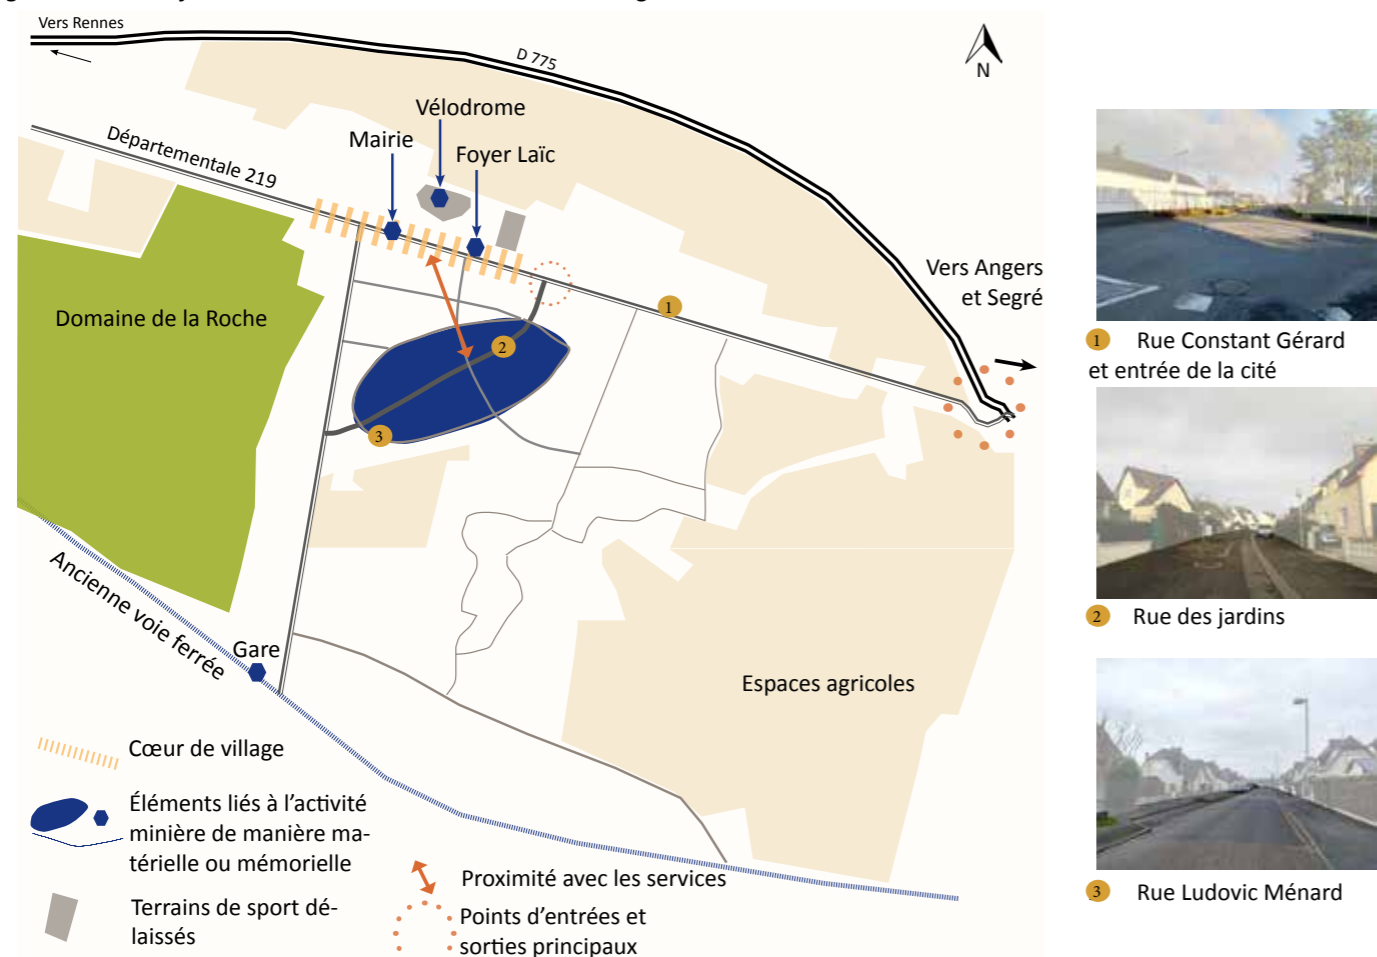 Vers Rennes
D 775
N
Vélodrome
Mairie
Foyer Laïc
Départementale 219
Vers Angers
et Segré
Domaine de la Roche
1
2
3
Ancienne voie ferrée
Gare
Espaces agricoles
Cœur de village
Éléments liés à l’activité
minière de manière ma-
térielle ou mémorielle
Terrains de sport dé-
laissés
Proximité avec les services
Points d’entrées et
sorties principaux
1 Rue Constant Gérard
et entrée de la cité
2 Rue des jardins
3 Rue Ludovic Ménard